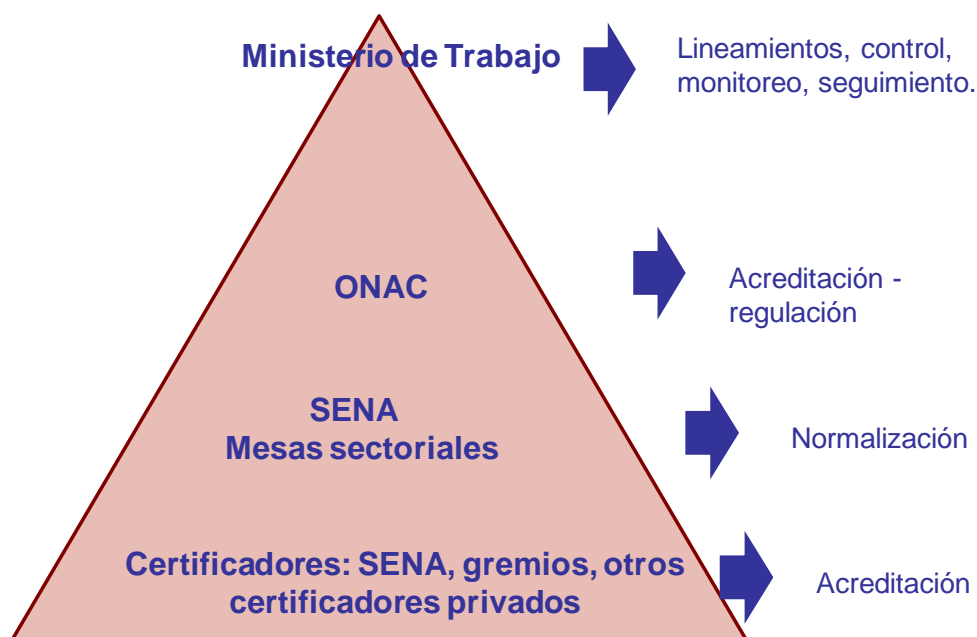 Ministerio de Trabajo
Lineamientos, control,
monitoreo, seguimiento.
ONAC
Acreditación -
regulación
SENA
Mesas sectoriales
Normalización
Certificadores: SENA, gremios, otros
certificadores privados
Acreditación